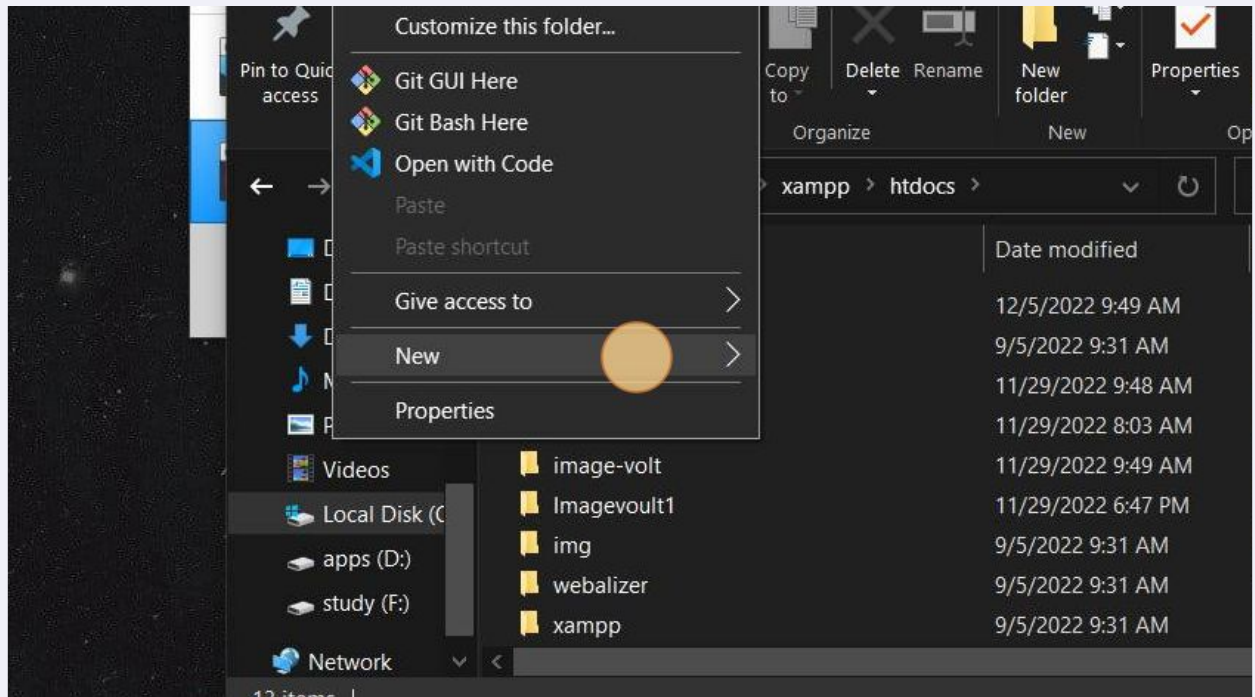 Customize this folder...
Pin to Quic
access
Git GUI Here
Git Bash Here
Open with Code
Paste
Paste shortcut
Give access to
New
Properties
Copy
to
Delete
Rename
New
folder
Properties
Organize
New
Op
xampp
htdocs
Date modified
12/5/2022 9:49 AM
9/5/2022 9:31 AM
11/29/2022 9:48 AM
11/29/2022 8:03 AM
D
D
D
M
P
Videos
image-volt
11/29/2022 9:49 AM
Local Disk (C
Imagevoult1
11/29/2022 6:47 PM
img
9/5/2022 9:31 AM
apps (D:)
webalizer
9/5/2022 9:31 AM
study (F:)
xampp
9/5/2022 9:31 AM
Network
13 items